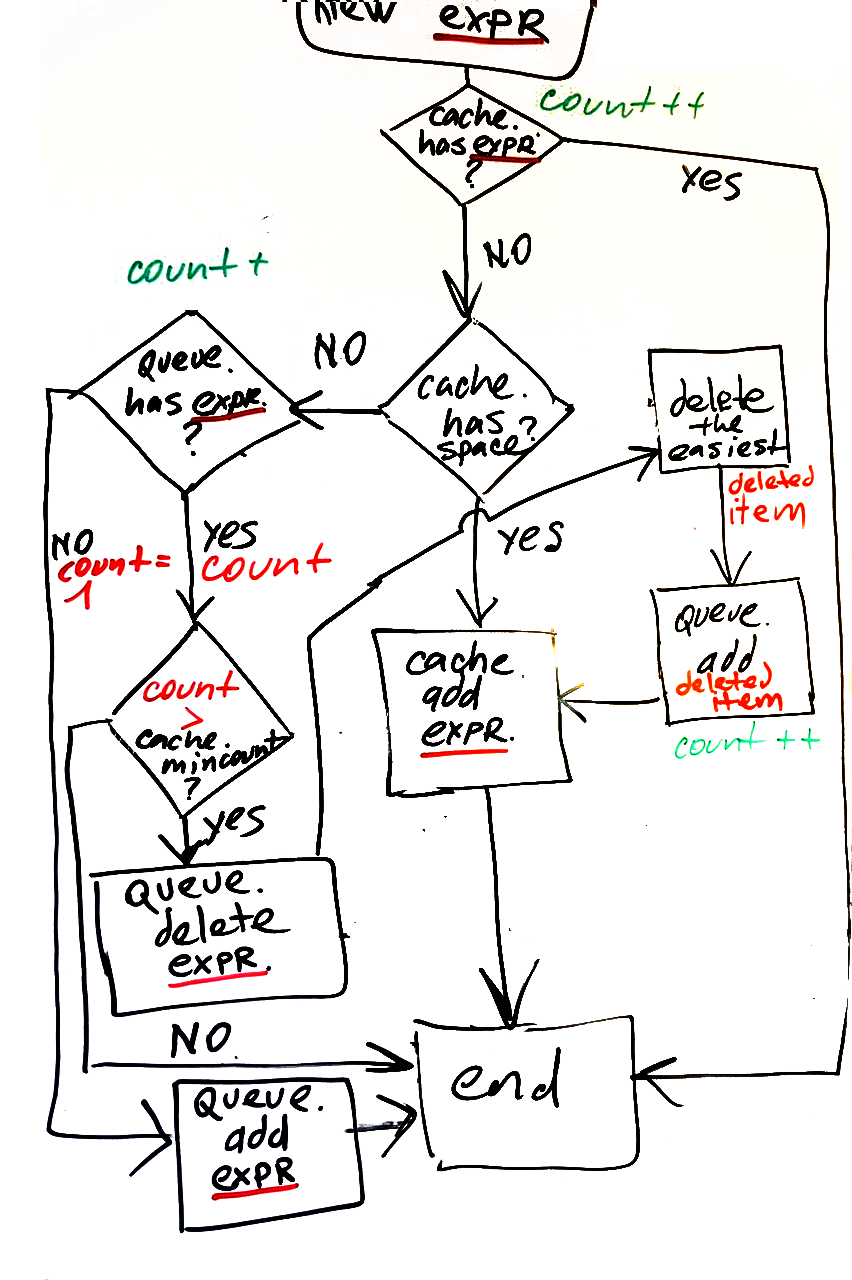 new expr
count++
cache.
has expr
?
yes
NO
count+
Queue.
has expr.
?
NO
cache.
has
space?
delete
the
easiest
deleted
item
NO
count=
1
yes
count
yes
Queue.
add
deleted
item
count++
cache.
add
expr.
count
>
cache.
mincount
?
yes
Queue.
delete
expr.
NO
end
Queue.
add
expr